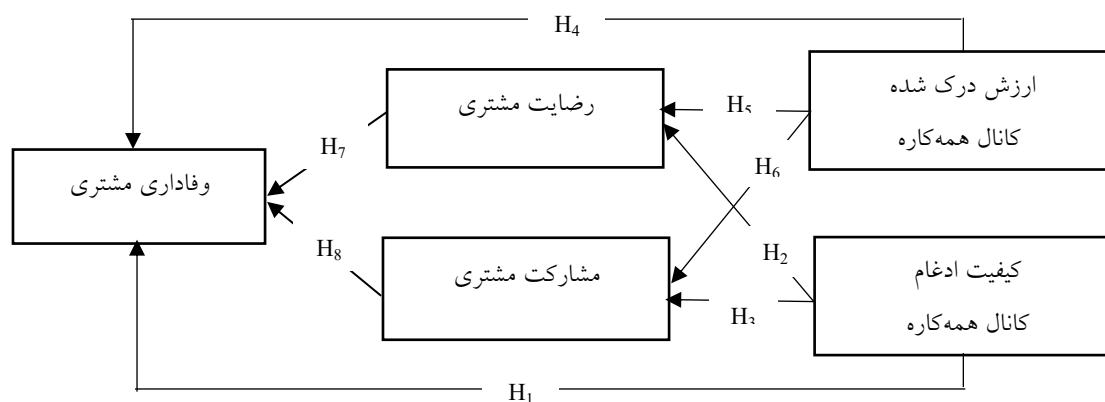 H4
ارزش درک شده
کانال همه‌کاره
رضایت مشتری
H5
H7
وفاداری مشتری
H6
H8
مشارکت مشتری
H2
کیفیت ادغام
کانال همه‌کاره
H3
H1